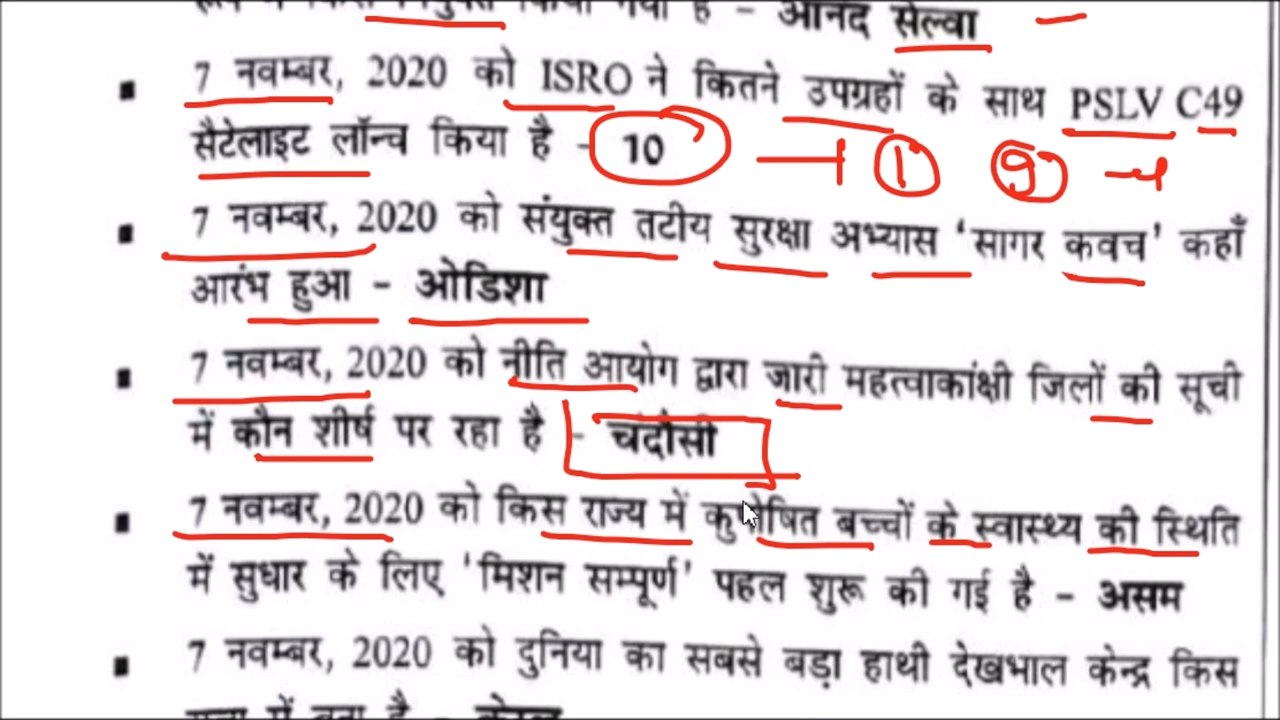 है - आनंद सेल्वा
7 नवम्बर, 2020 को ISRO ने कितने उपग्रहों के साथ PSLV C49
सैटेलाइट लॉन्च किया है - 10 1 9
7 नवम्बर, 2020 को संयुक्त तटीय सुरक्षा अभ्यास ‘सागर कवच’ कहाँ
आरंभ हुआ - ओडिशा
7 नवम्बर, 2020 को नीति आयोग द्वारा जारी महत्वाकांक्षी जिलों की सूची
में कौन शीर्ष पर रहा है - चंदौसी
7 नवम्बर, 2020 को किस राज्य में कुपोषित बच्चों के स्वास्थ्य की स्थिति
में सुधार के लिए ‘मिशन सम्पूर्ण’ पहल शुरू की गई है - असम
7 नवम्बर, 2020 को दुनिया का सबसे बड़ा हाथी देखभाल केन्द्र किस